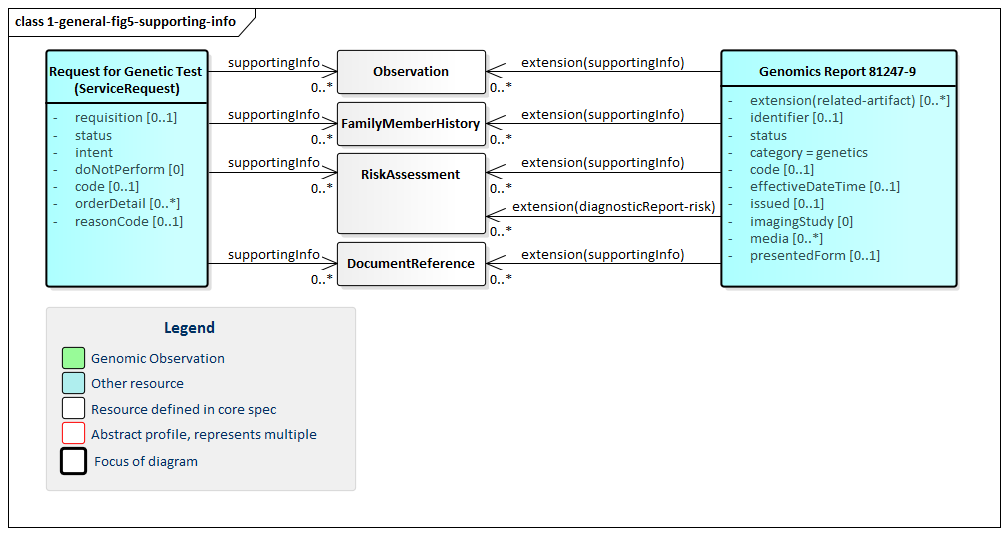 class 1-general-fig5-supporting-info
Request for Genetic Test
(ServiceRequest)
- requisition [0..1]
- status
- intent
- doNotPerform [0]
- code [0..1]
- orderDetail [0..*]
- reasonCode [0..1]
supportingInfo
0..*
supportingInfo
0..*
supportingInfo
0..*
supportingInfo
0..*
Observation
FamilyMemberHistory
RiskAssessment
DocumentReference
extension(supportingInfo)
0..*
extension(supportingInfo)
0..*
extension(supportingInfo)
0..*
extension(diagnosticReport-risk)
0..*
extension(supportingInfo)
0..*
Genomics Report 81247-9
- extension(related-artifact) [0..*]
- identifier [0..1]
- status
- category = genetics
- code [0..1]
- effectiveDateTime [0..1]
- issued [0..1]
- imagingStudy [0]
- media [0..*]
- presentedForm [0..1]
Legend
Genomic Observation
Other resource
Resource defined in core spec
Abstract profile, represents multiple
Focus of diagram